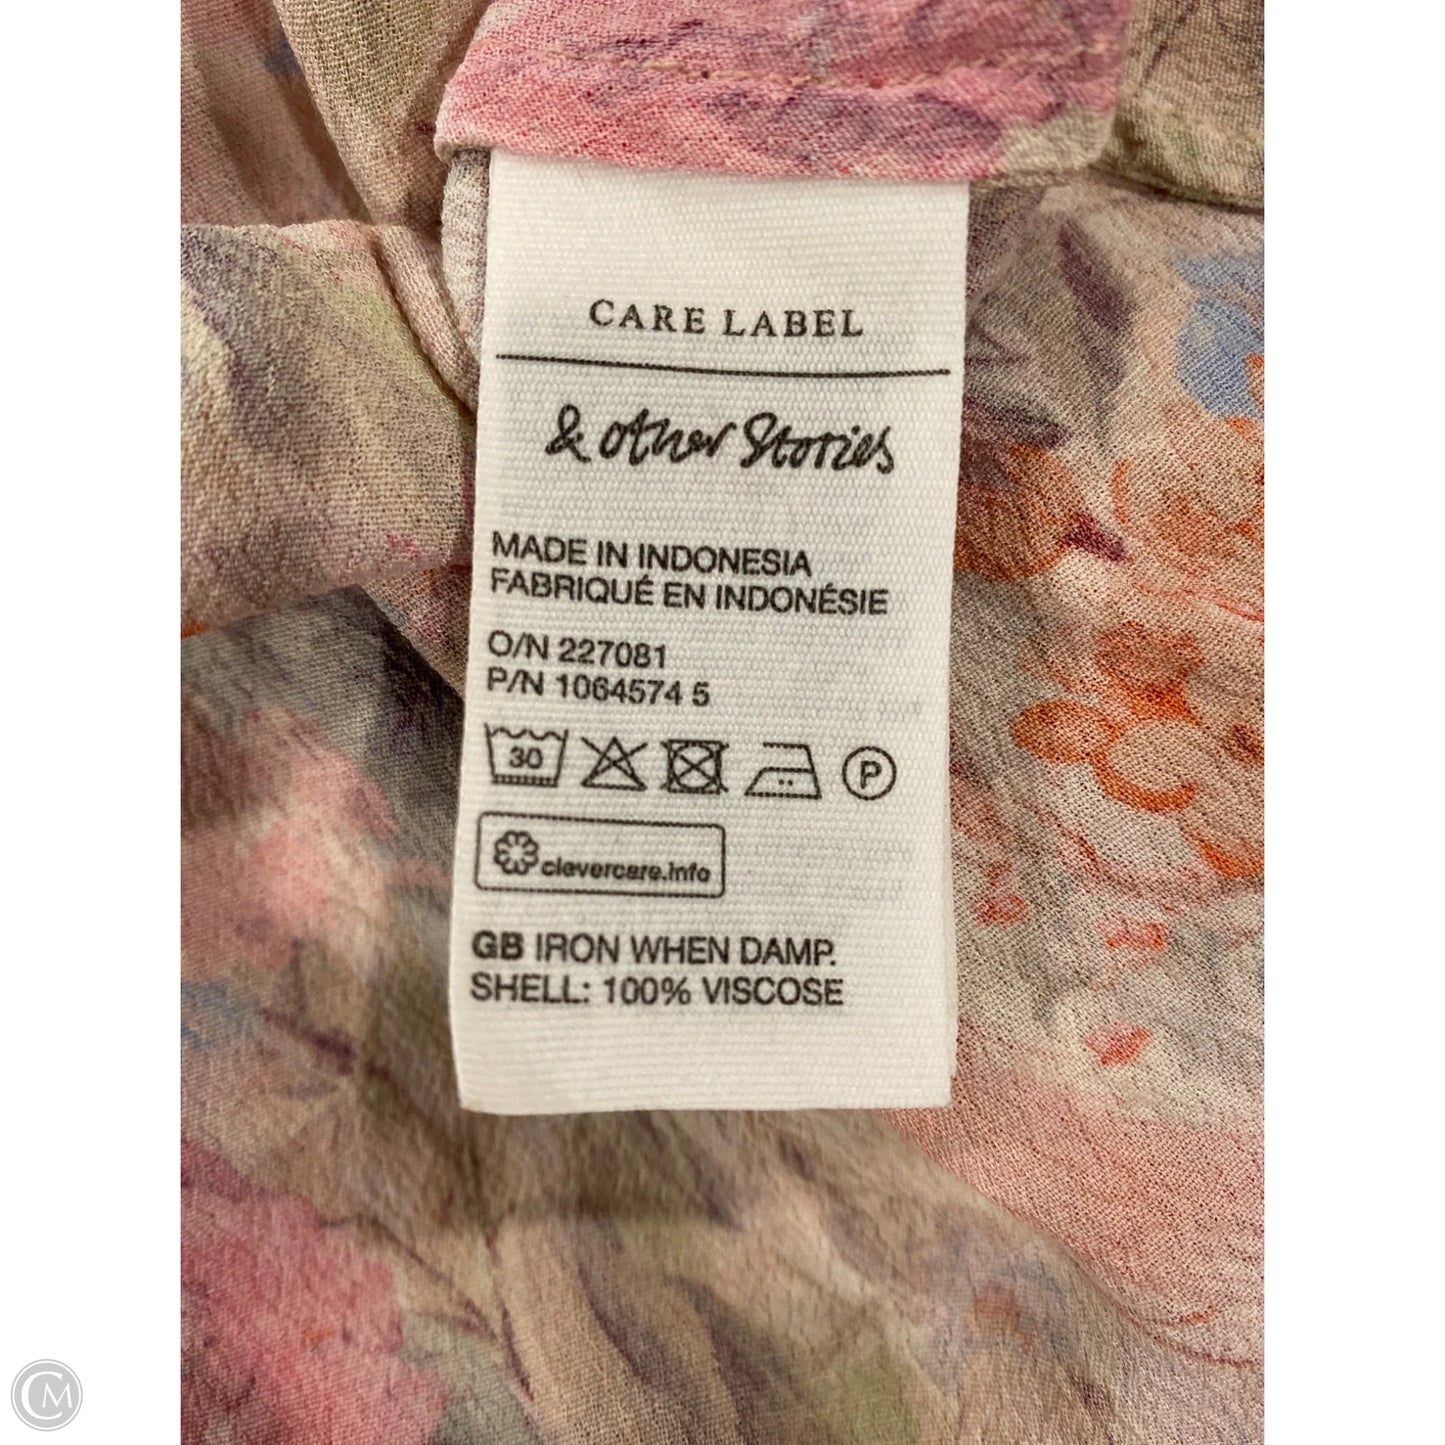 CARE LABEL
& Other Stories
MADE IN INDONESIA
FABRIQUÉ EN INDONÉSIE
O/N 227081
P/N 1064574 5
30 P
clevercare.info
GB IRON WHEN DAMP.
SHELL: 100% VISCOSE
CM